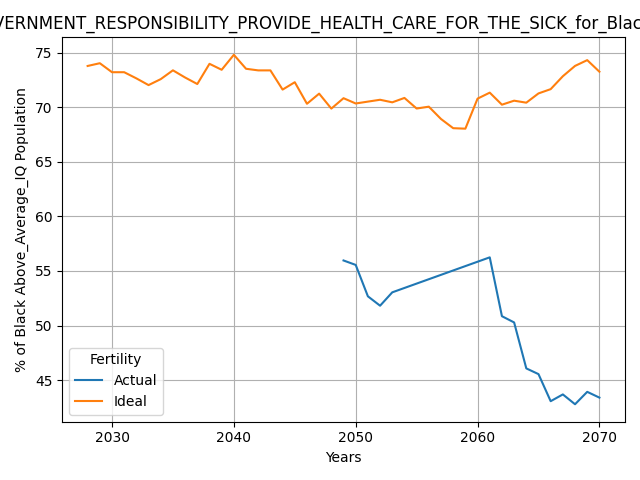 VERNMENT_RESPONSIBILITY_PROVIDE_HEALTH_CARE_FOR_THE_SICK_for_Blac
% of Black Above_Average_IQ Population
75
70
65
60
55
50
45
Fertility
Actual
Ideal
2030 2040 2050 2060 2070
Years